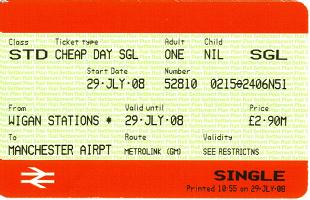 Class Ticket type Adult Child
STD CHEAP DAY SGL ONE NIL SGL
Start Date Number
29·JLY·08 52810 0215⌀2406N51
From Valid until Price
WIGAN STATIONS * 29·JLY·08 £2·90M
To Route Validity
MANCHESTER AIRPT METROLINK (GM) SEE RESTRICTNS
SINGLE
Printed 10:55 on 29·JLY·08